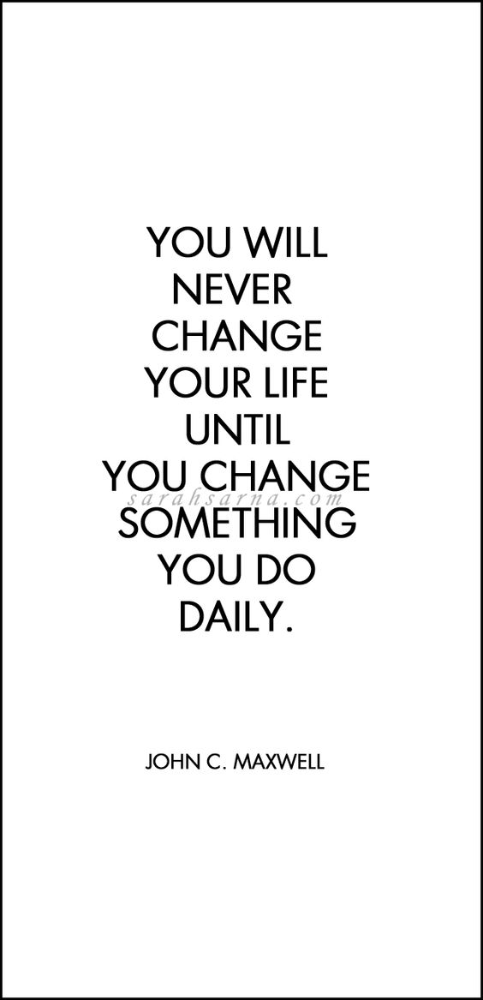 YOU WILL
NEVER
CHANGE
YOUR LIFE
UNTIL
YOU CHANGE
sarahsarna.com
SOMETHING
YOU DO
DAILY.
JOHN C. MAXWELL